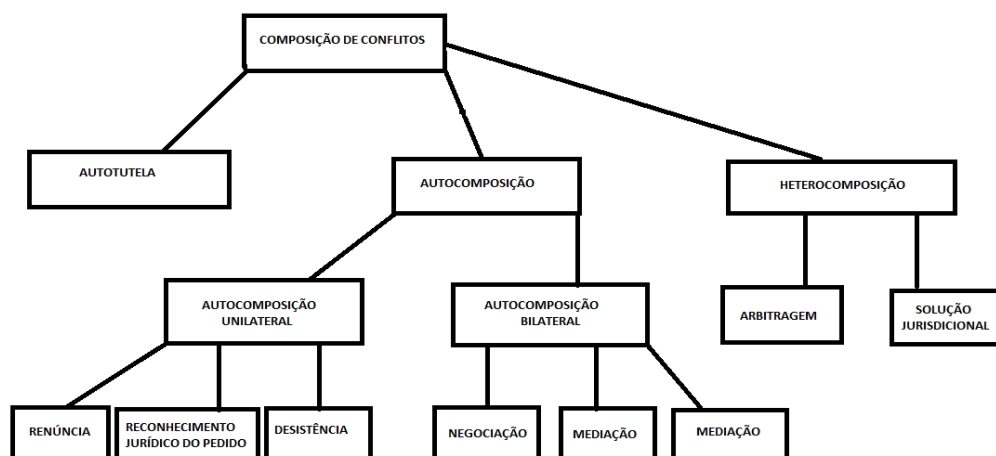 COMPOSIÇÃO DE CONFLITOS
AUTOTUTELA
AUTOCOMPOSIÇÃO
HETEROCOMPOSIÇÃO
AUTOCOMPOSIÇÃO
UNILATERAL
AUTOCOMPOSIÇÃO
BILATERAL
ARBITRAGEM
SOLUÇÃO
JURISDICIONAL
RENÚNCIA
RECONHECIMENTO
JURÍDICO DO PEDIDO
DESISTÊNCIA
NEGOCIAÇÃO
MEDIAÇÃO
MEDIAÇÃO